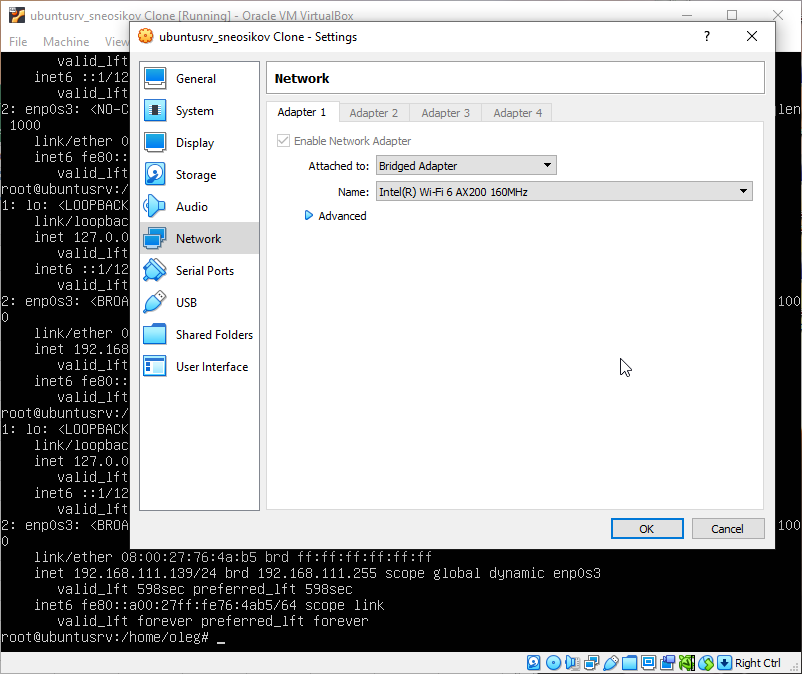 ubuntusrv_sneosikov Clone [Running] - Oracle VM VirtualBox
File Machine View
ubuntusrv_sneosikov Clone - Settings
?
General
System
Display
Storage
Audio
Network
Serial Ports
USB
Shared Folders
User Interface
Network
Adapter 1 Adapter 2 Adapter 3 Adapter 4
Enable Network Adapter
Attached to: Bridged Adapter
Name: Intel(R) Wi-Fi 6 AX200 160MHz
Advanced
OK Cancel
valid_lft
inet6 ::1/12
valid_lft
2: enp0s3: <NO-C len
1000
link/ether 0
inet6 fe80::
valid_lft
root@ubuntusrv:/
1: lo: <LOOPBACK
link/loopbac
inet 127.0.0
valid_lft
inet6 ::1/12
valid_lft
2: enp0s3: <BROA 100
0
link/ether 0
inet 192.168
valid_lft
inet6 fe80::
valid_lft
root@ubuntusrv:/
1: lo: <LOOPBACK
link/loopbac
inet 127.0.0
valid_lft
inet6 ::1/12
valid_lft
2: enp0s3: <BROA 100
0
link/ether 08:00:27:76:4a:b5 brd ff:ff:ff:ff:ff:ff
inet 192.168.111.139/24 brd 192.168.111.255 scope global dynamic enp0s3
valid_lft 598sec preferred_lft 598sec
inet6 fe80::a00:27ff:fe76:4ab5/64 scope link
valid_lft forever preferred_lft forever
root@ubuntusrv:/home/oleg# _
Right Ctrl